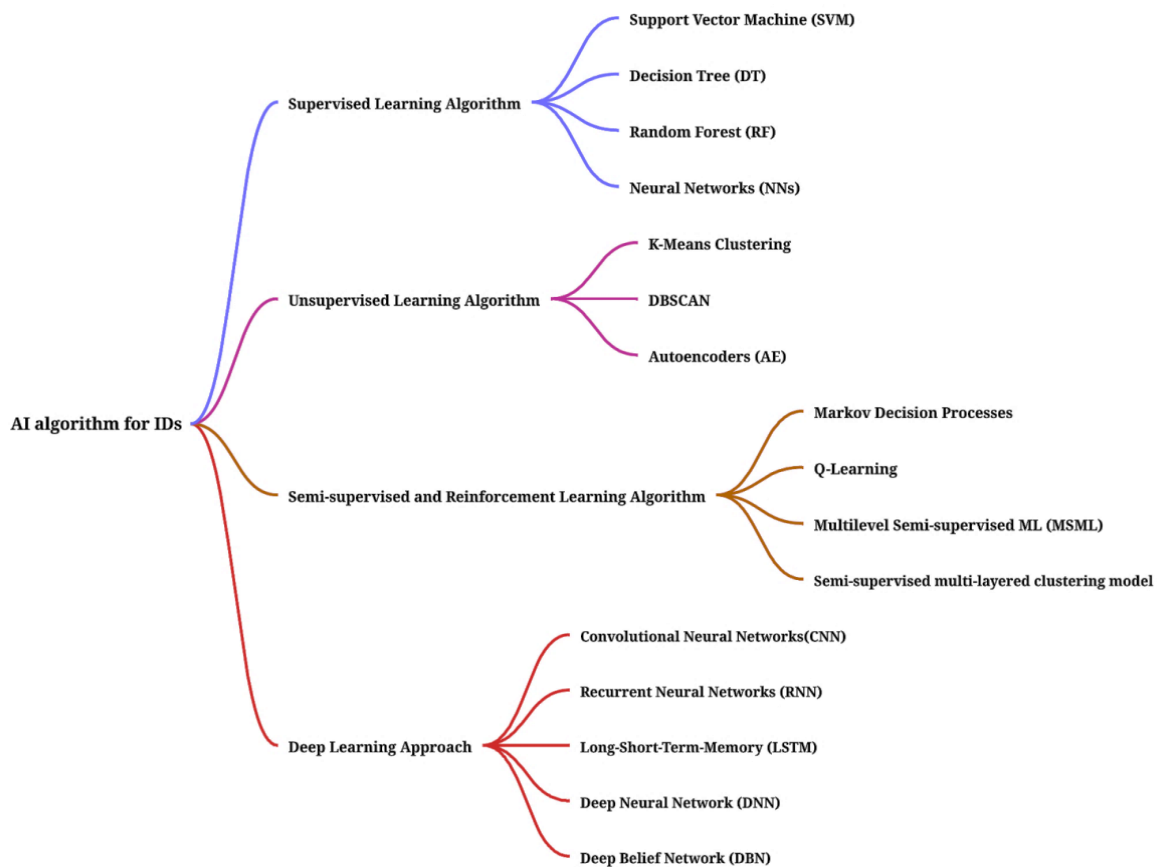 AI algorithm for IDs
Supervised Learning Algorithm
Support Vector Machine (SVM)
Decision Tree (DT)
Random Forest (RF)
Neural Networks (NNs)
Unsupervised Learning Algorithm
K-Means Clustering
DBSCAN
Autoencoders (AE)
Semi-supervised and Reinforcement Learning Algorithm
Markov Decision Processes
Q-Learning
Multilevel Semi-supervised ML (MSML)
Semi-supervised multi-layered clustering model
Deep Learning Approach
Convolutional Neural Networks(CNN)
Recurrent Neural Networks (RNN)
Long-Short-Term-Memory (LSTM)
Deep Neural Network (DNN)
Deep Belief Network (DBN)